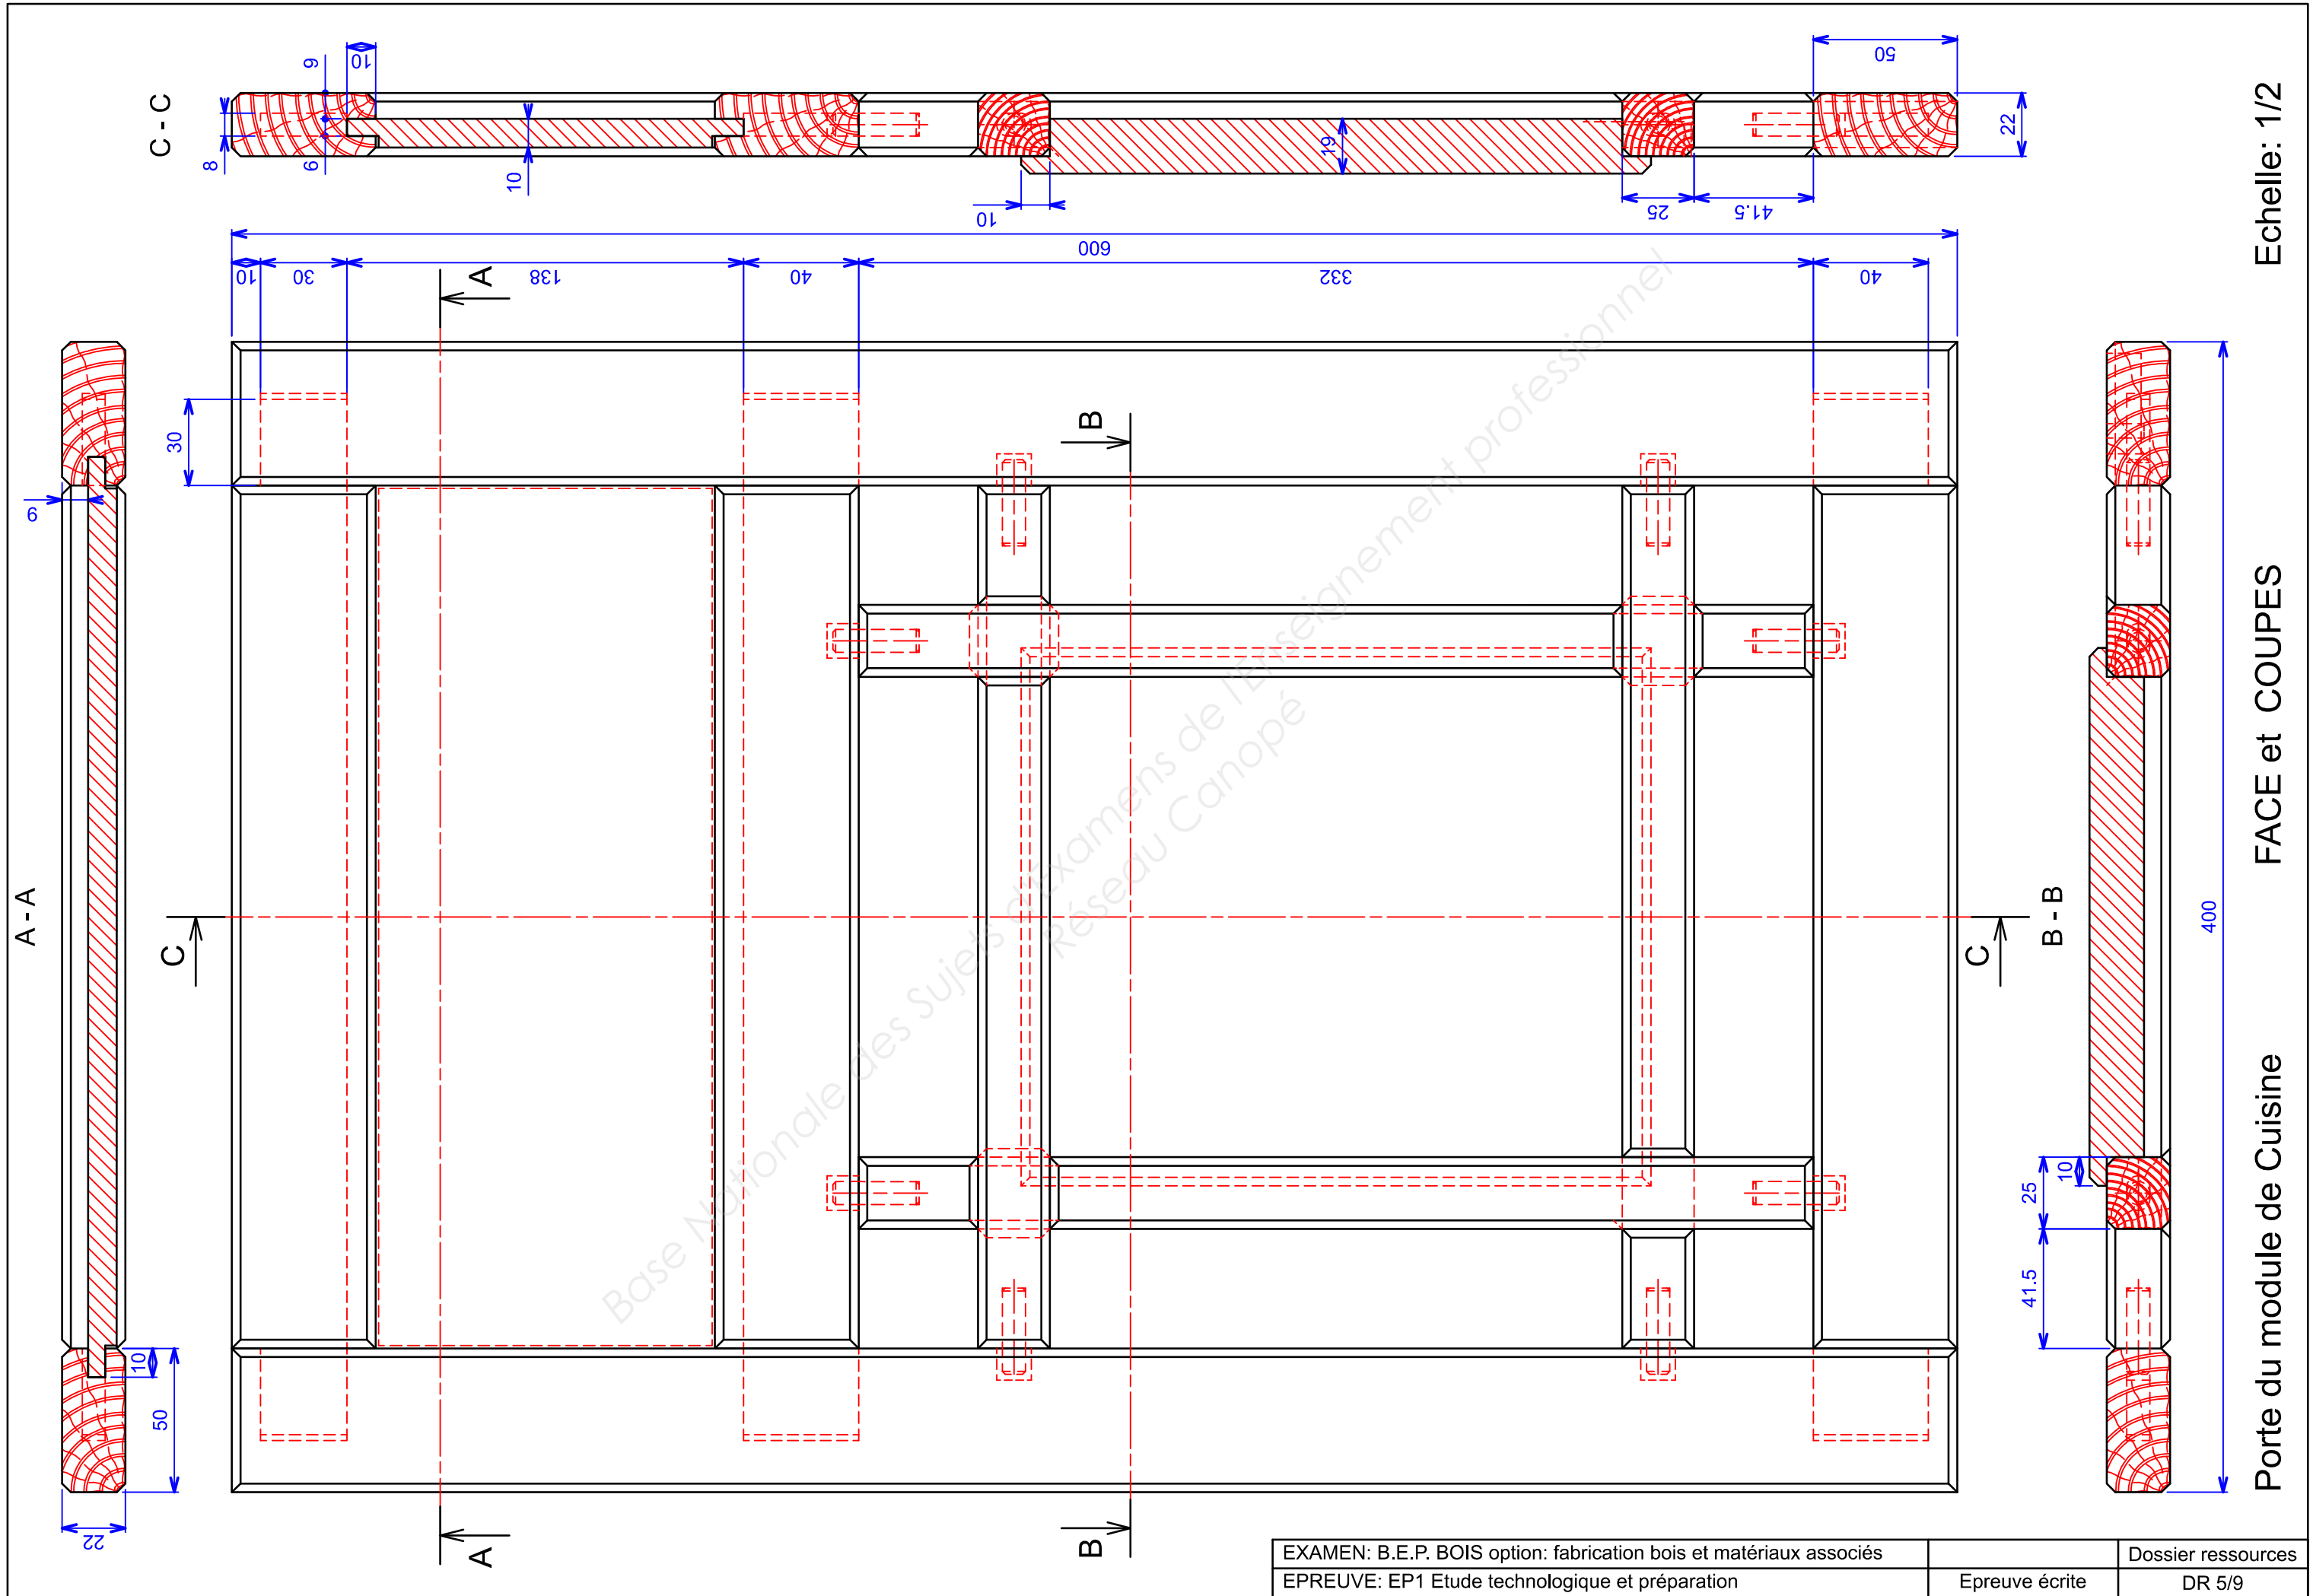 C - C
9
10
8
6
10
10
19
25
41.5
50
22
Echelle: 1/2
600
10
30
138
40
332
40
A
30
B
A - A
9
C
C
B - B
400
FACE et COUPES
10
50
22
A
B
25
10
41.5
Porte du module de Cuisine
Base Nationale des Sujets d'Examens de l'Enseignement professionnel
Réseau Canopé
EXAMEN: B.E.P. BOIS option: fabrication bois et matériaux associés
Dossier ressources
EPREUVE: EP1 Etude technologique et préparation
Epreuve écrite
DR 5/9